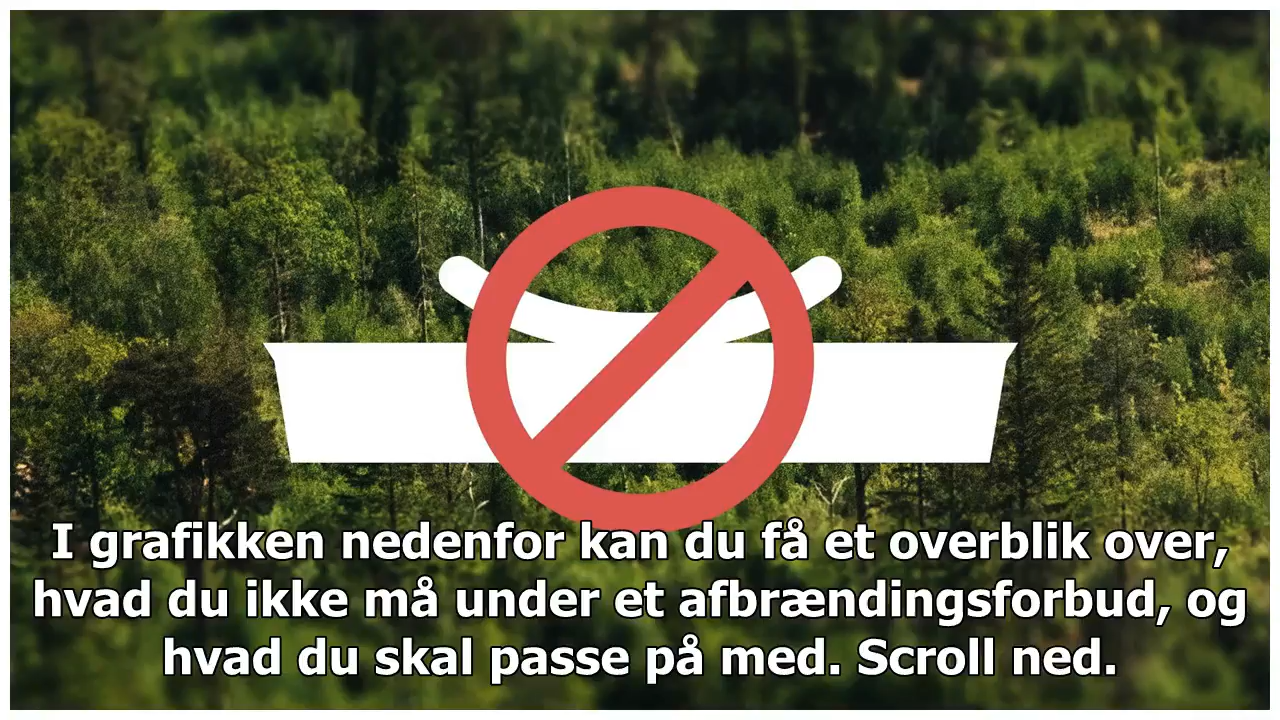 I grafikken nedenfor kan du få et overblik over,
hvad du ikke må under et afbrændingsforbud, og
hvad du skal passe på med. Scroll ned.